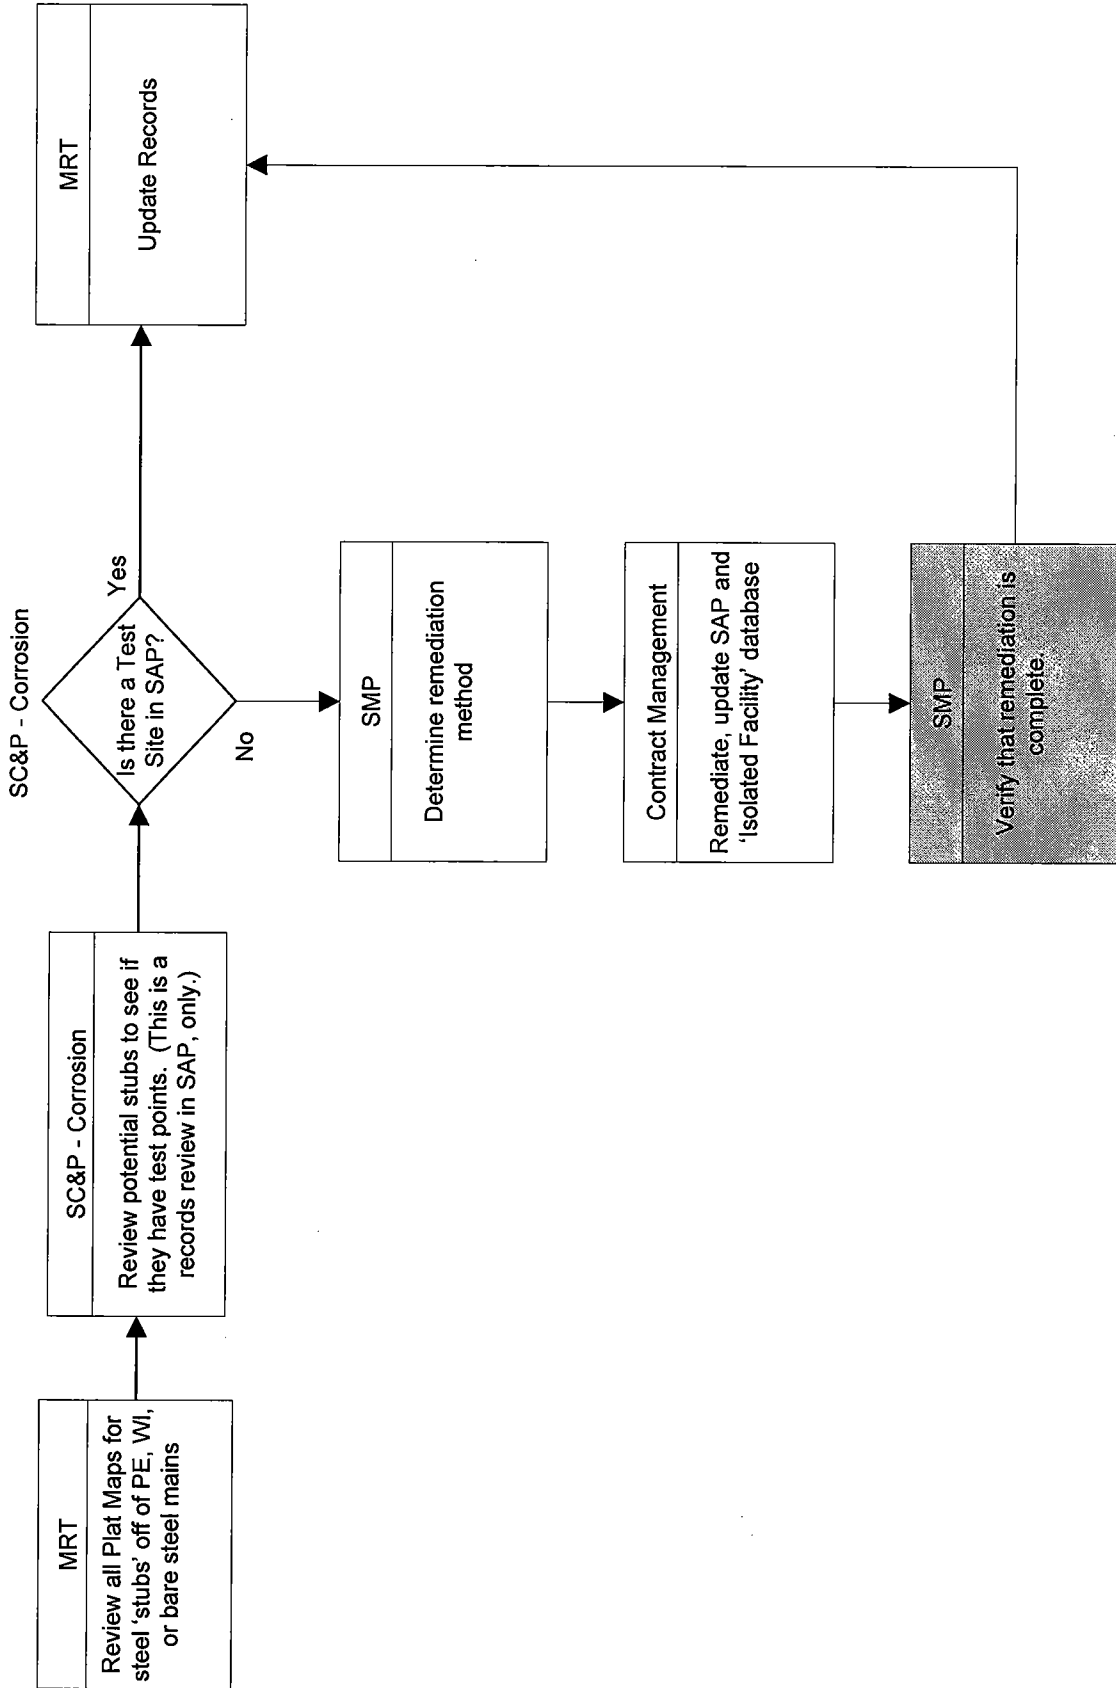 MRT
Review all Plat Maps for
steel 'stubs' off of PE, WI,
or bare steel mains
SC&P - Corrosion
Review potential stubs to see if
they have test points. (This is a
records review in SAP, only.)
SC&P - Corrosion
Is there a Test
Site in SAP?
Yes
No
MRT
Update Records
SMP
Determine remediation
method
Contract Management
Remediate, update SAP and
'Isolated Facility' database
SMP
Verify that remediation is
complete.